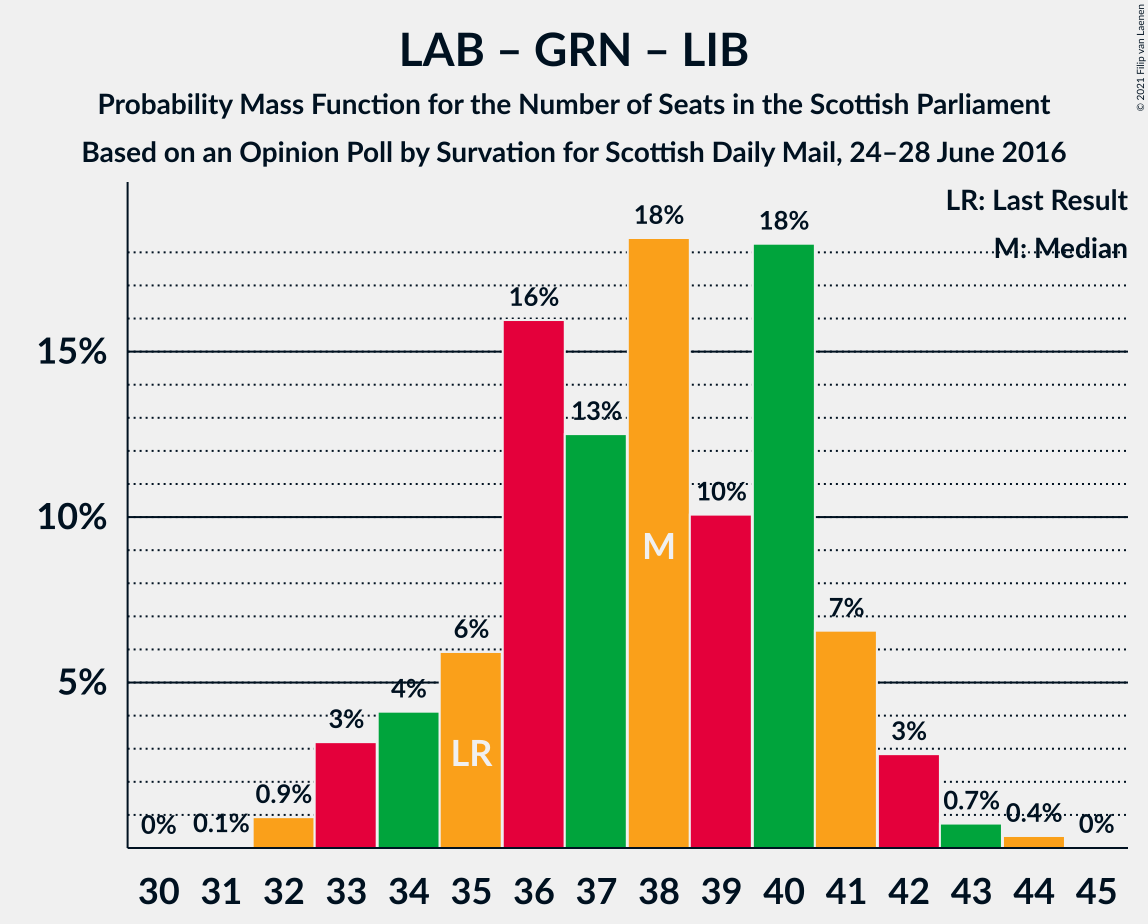 LAB – GRN – LIB
Probability Mass Function for the Number of Seats in the Scottish Parliament
Based on an Opinion Poll by Survation for Scottish Daily Mail, 24–28 June 2016
© 2021 Filip van Laenen
LR: Last Result
M: Median
18%
18%
16%
15%
13%
10%
10%
M
7%
6%
5%
4%
3%
LR
3%
0.9%
0.7%
0.4%
0%
0.1%
0%
30 31 32 33 34 35 36 37 38 39 40 41 42 43 44 45